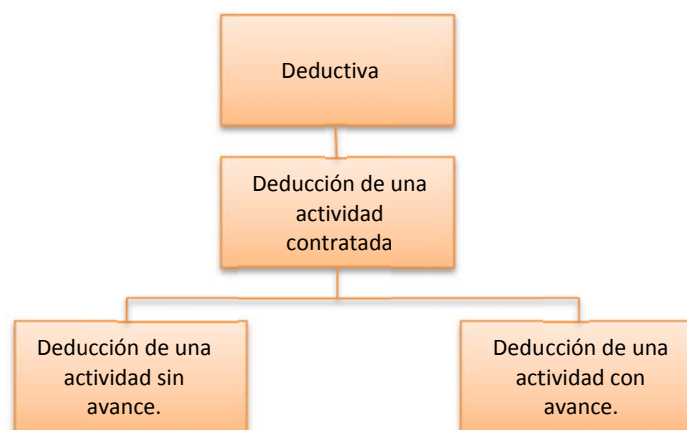 Deductiva
Deducción de una
actividad
contratada
Deducción de una
actividad sin
avance.
Deducción de una
actividad con
avance.